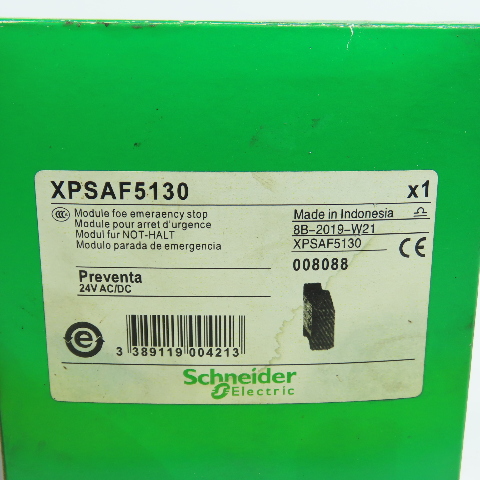 XPSAF5130 x1
Module foe emeraency stop
Module pour arret d'urgence
Modul fur NOT-HALT
Modulo parada de emergencia
Made in Indonesia
8B-2019-W21
XPSAF5130
CE
008088
Preventa
24V AC/DC
e
3 389119 004213
Schneider
Electric